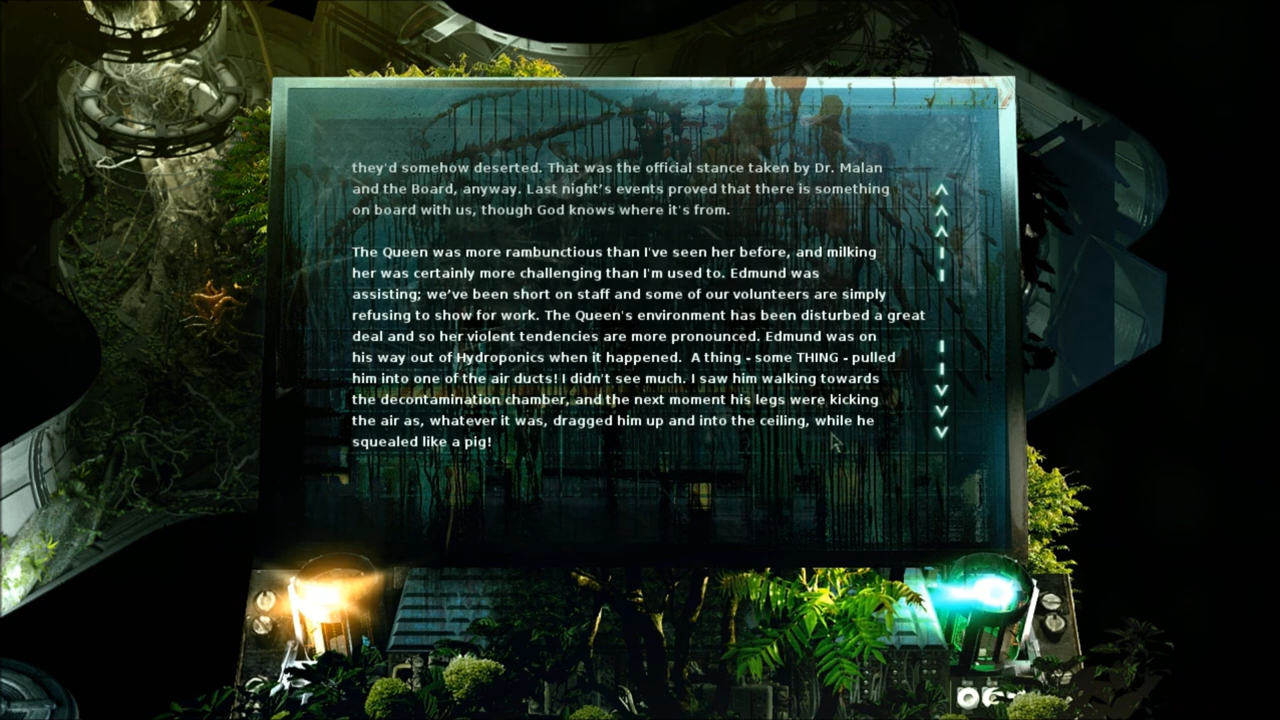 they'd somehow deserted. That was the official stance taken by Dr. Malan
and the Board, anyway. Last night’s events proved that there is something
on board with us, though God knows where it's from.
The Queen was more rambunctious than I've seen her before, and milking
her was certainly more challenging than I'm used to. Edmund was
assisting; we’ve been short on staff and some of our volunteers are simply
refusing to show for work. The Queen's environment has been disturbed a great
deal and so her violent tendencies are more pronounced. Edmund was on
his way out of Hydroponics when it happened.  A thing - some THING - pulled
him into one of the air ducts! I didn't see much. I saw him walking towards
the decontamination chamber, and the next moment his legs were kicking
the air as, whatever it was, dragged him up and into the ceiling, while he
squealed like a pig!